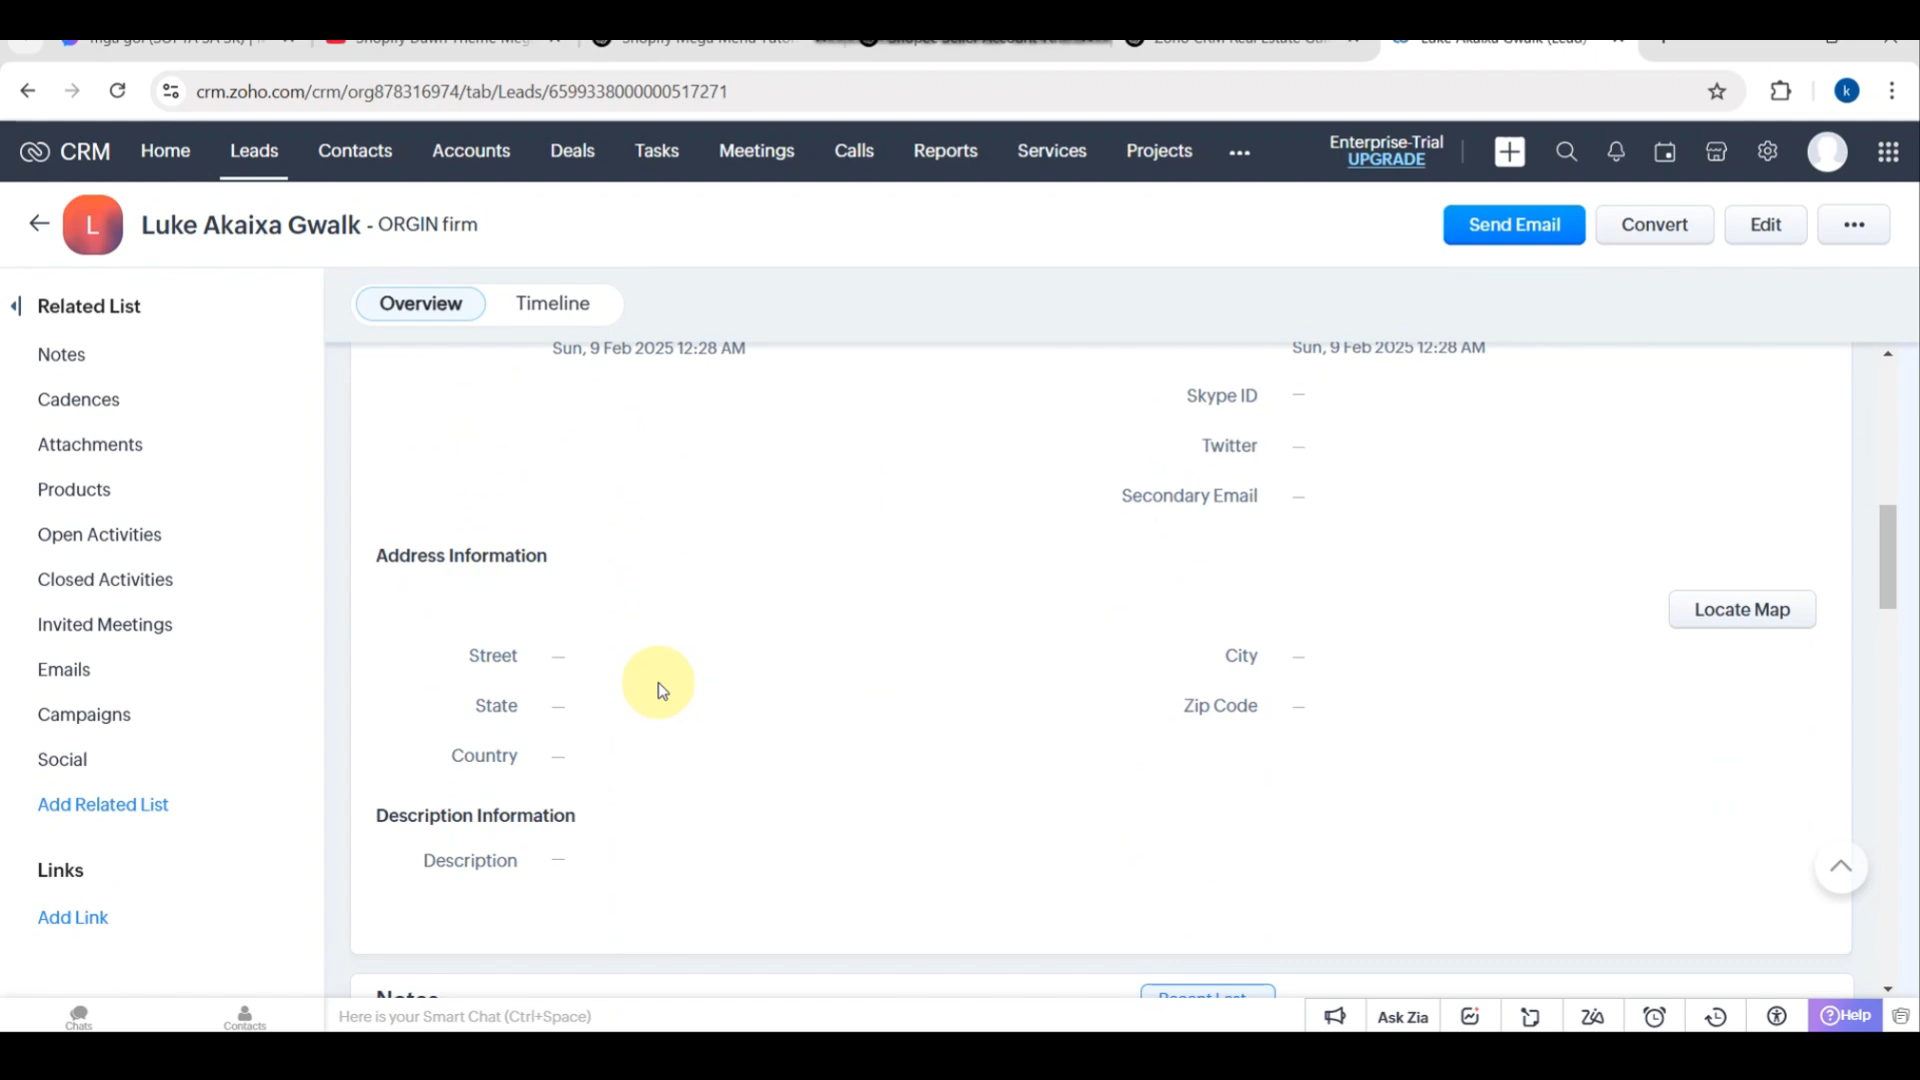 crm.zoho.com/crm/org878316974/tab/Leads/6599338000000517271
CRM Home Leads Contacts Accounts Deals Tasks Meetings Calls Reports Services Projects ••• Enterprise-Trial
UPGRADE
L Luke Akaixa Gwalk - ORGIN firm Send Email Convert Edit •••
Related List
Overview Timeline
Sun, 9 Feb 2025 12:28 AM Sun, 9 Feb 2025 12:28 AM
Notes
Skype ID —
Cadences
Attachments
Twitter —
Products
Secondary Email —
Open Activities
Address Information
Closed Activities
Locate Map
Invited Meetings
Street — City —
Emails
State — Zip Code —
Campaigns
Country —
Social
Add Related List
Description Information
Description —
Links
Add Link
Notes Recent Last
Chats Contacts Here is your Smart Chat (Ctrl+Space) Ask Zia Help